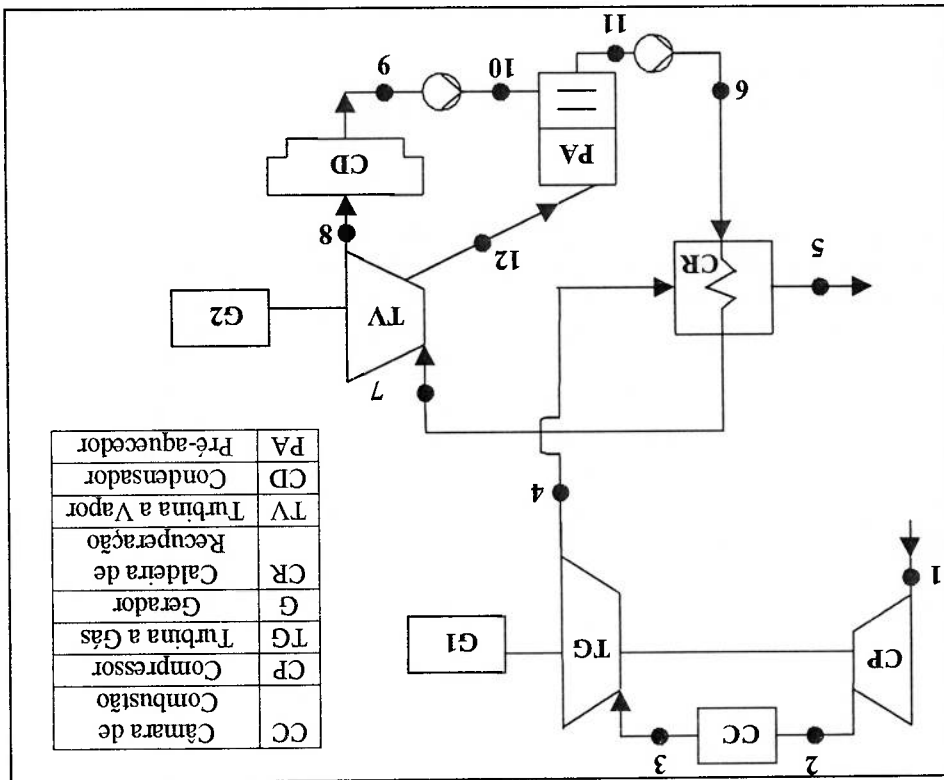 2
3
CC
CP
TG
G1
1
4
CC Câmara de
Combustão
CP Compressor
TG Turbina a Gás
G Gerador
CR Caldeira de
Recuperação
TV Turbina a Vapor
CD Condensador
PA Pré-aquecedor
7
TV
G2
5
CR
12
8
PA
CD
6
11
10
9